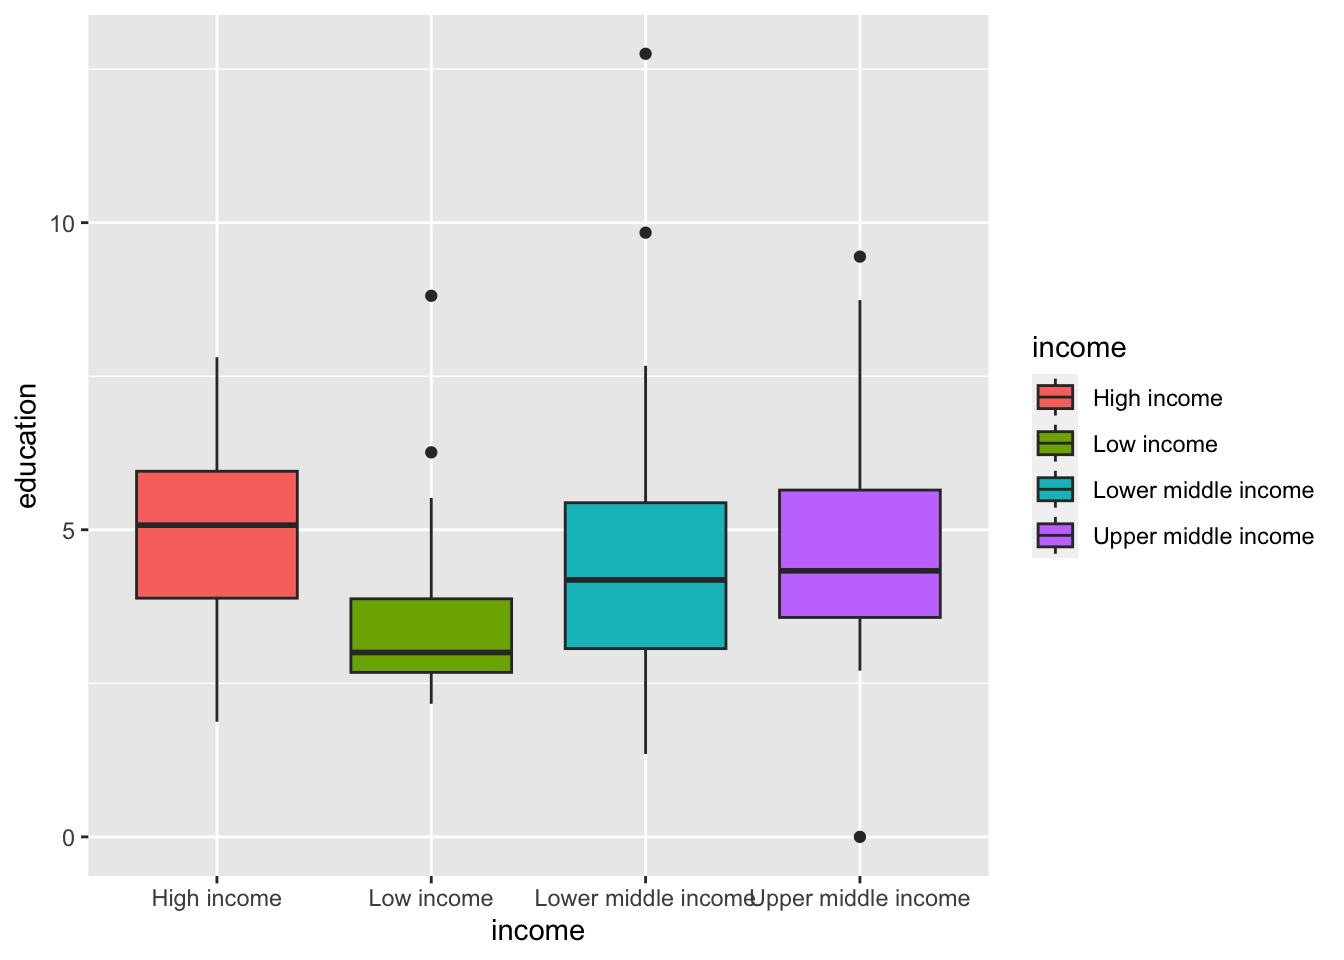 education
10
5
0
High income
Low income
Lower middle income
Upper middle income
income
income
High income
Low income
Lower middle income
Upper middle income